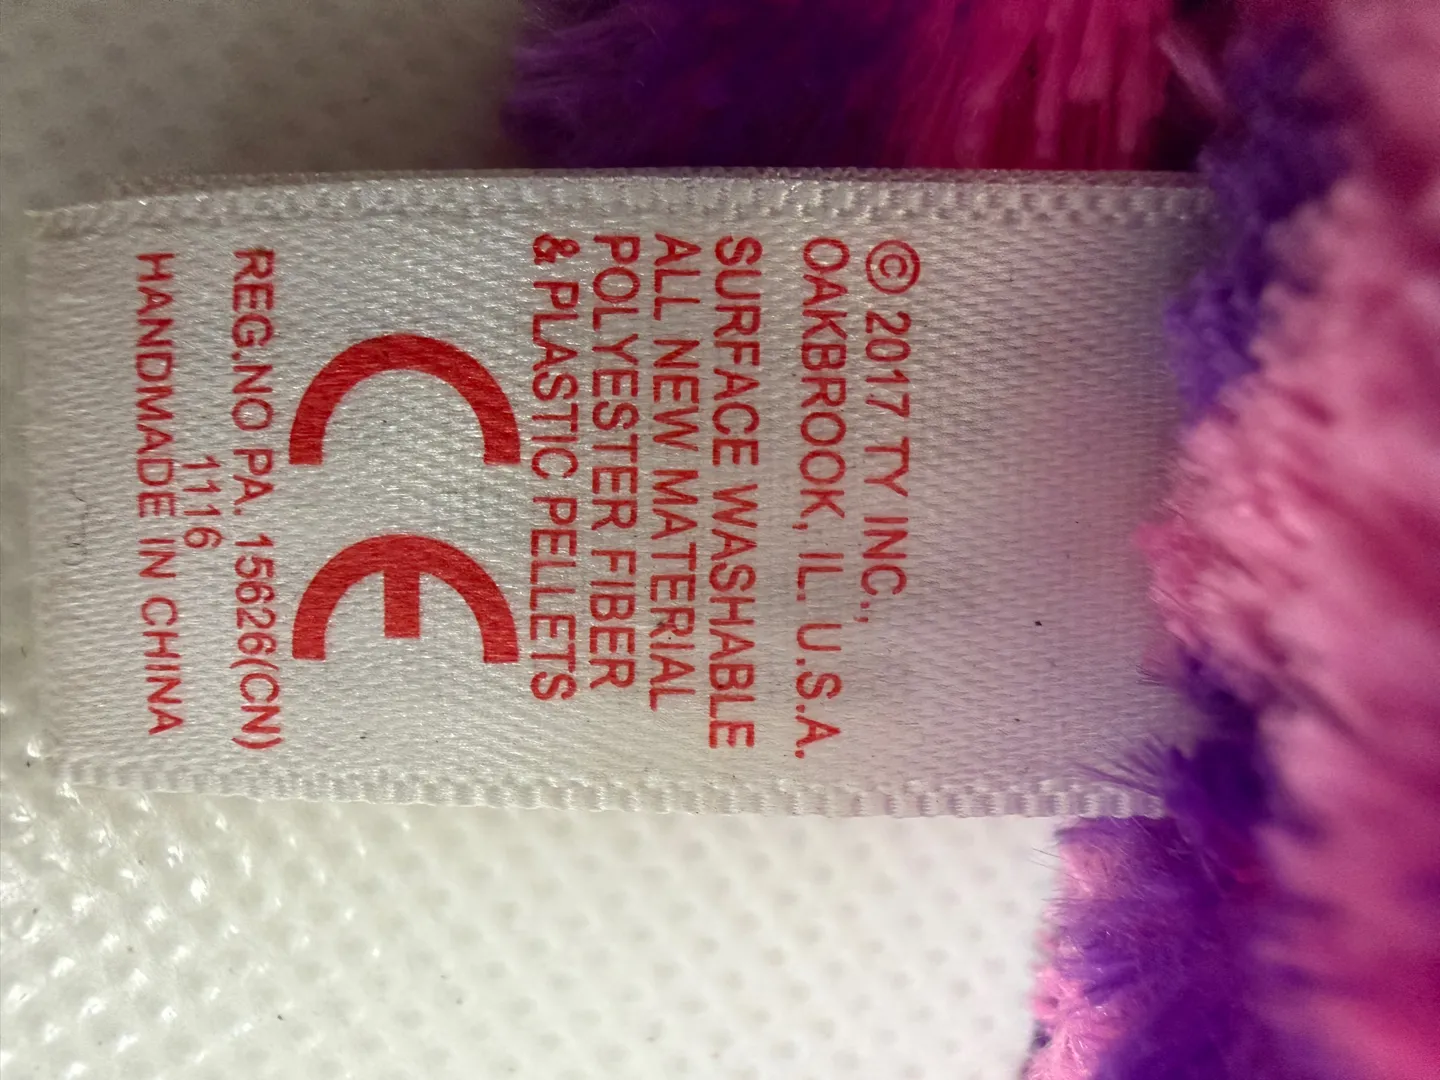 © 2017 TY INC.,
OAKBROOK, IL. U.S.A.
SURFACE WASHABLE
ALL NEW MATERIAL
POLYESTER FIBER
& PLASTIC PELLETS
CE
REG.NO PA. 15626(CN)
1116
HANDMADE IN CHINA